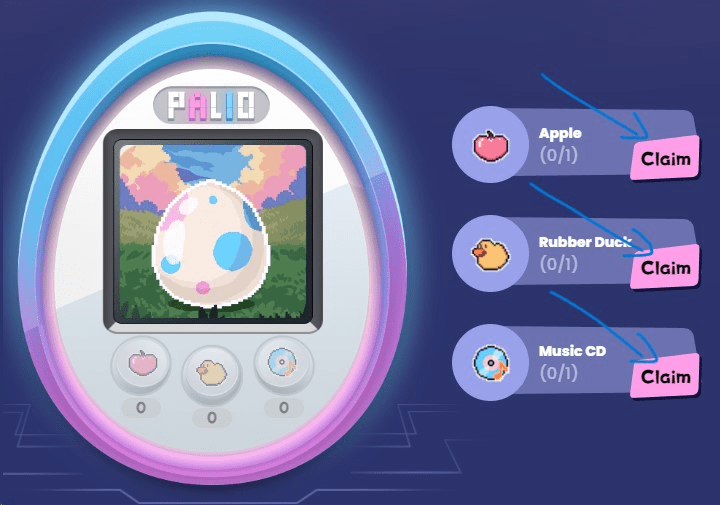 PALIO
Apple
(0/1)
Claim
Rubber Duck
(0/1)
Claim
Music CD
(0/1)
Claim
0
0
0